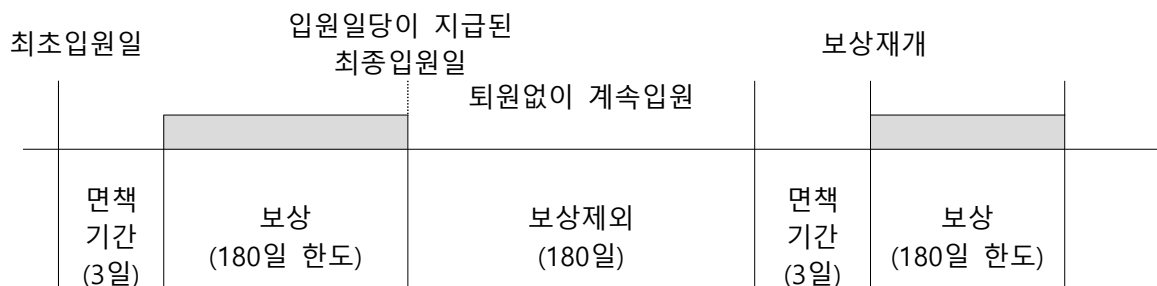 최초입원일
입원일당이 지급된
최종입원일
보상재개
퇴원없이 계속입원
면책
기간
(3일)
보상
(180일 한도)
보상제외
(180일)
면책
기간
(3일)
보상
(180일 한도)